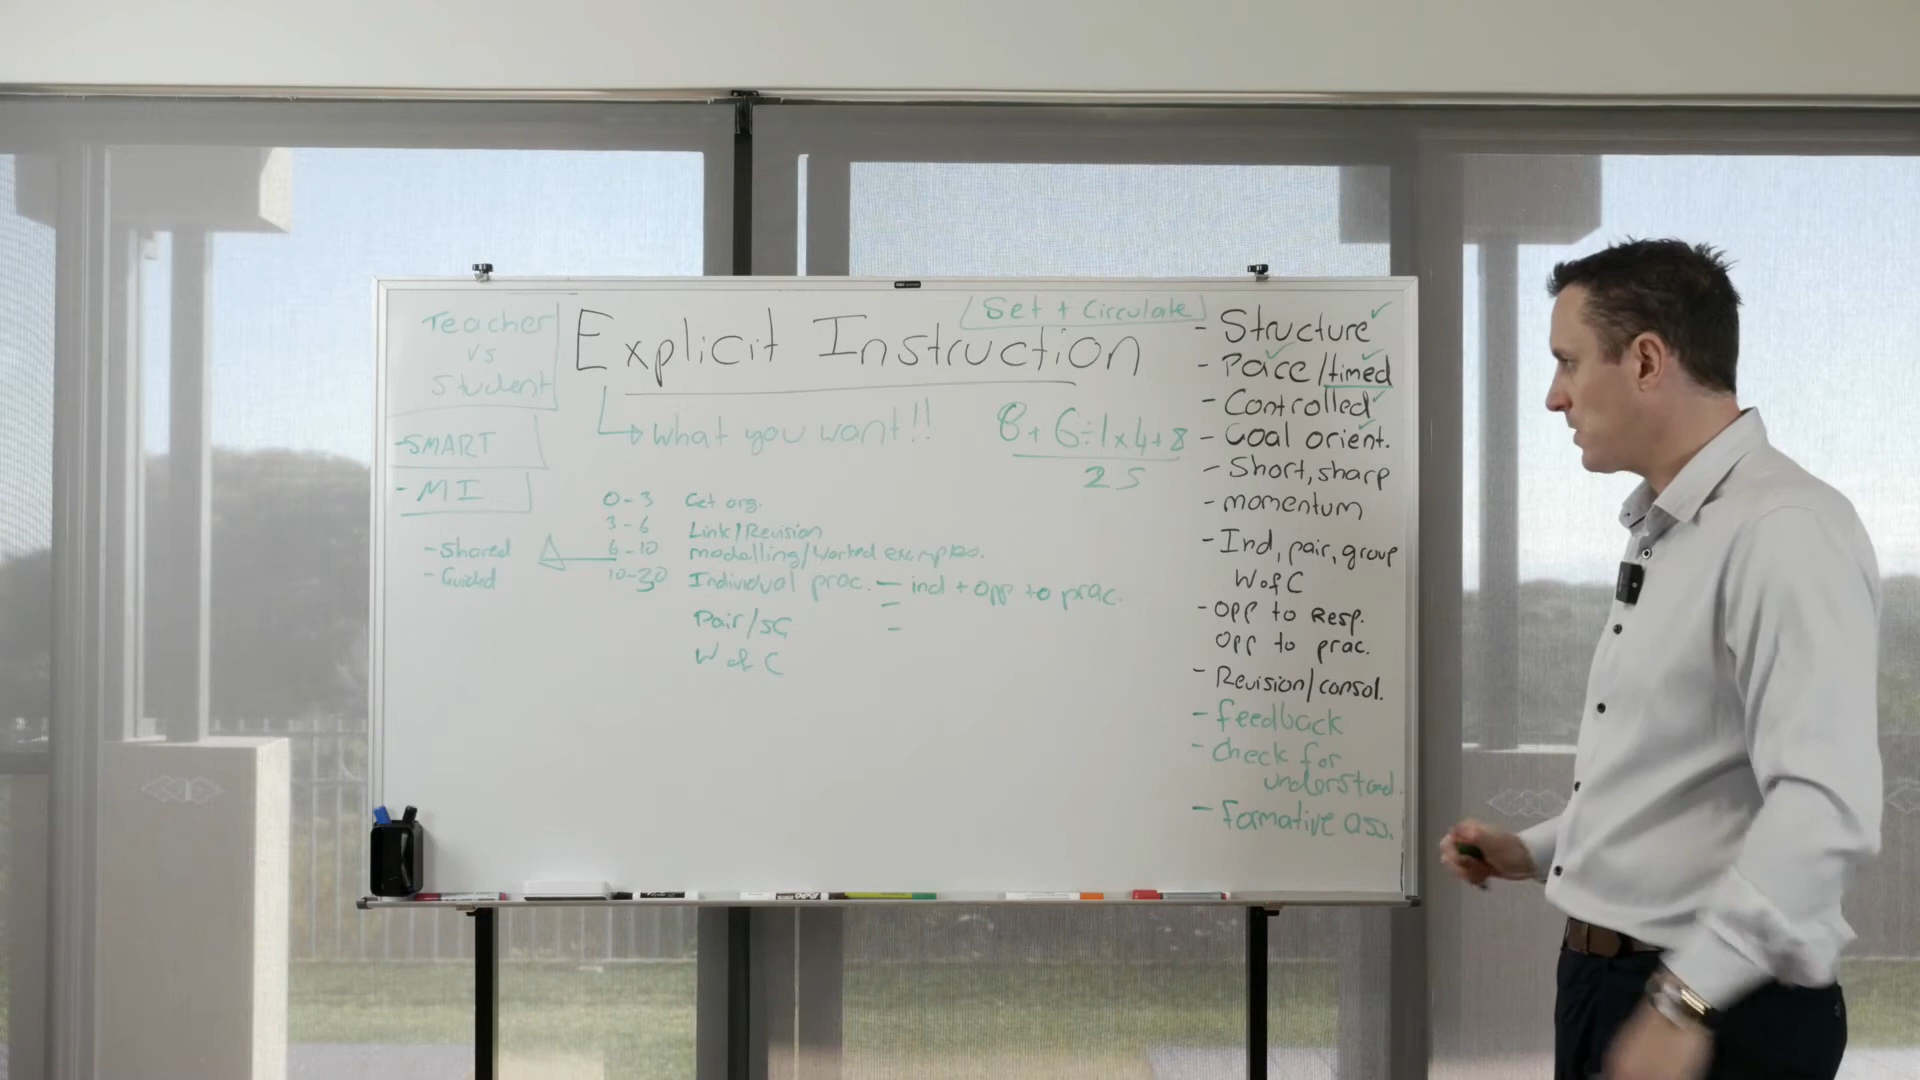 Teacher
vs
Student
-SMART
- MI
- Shared
- Guided
Explicit Instruction
what you want!!
Set + Circulate
8+6÷1x4+8
25
0-3 Get org.
3-6 Link/Revision
6-10 modelling/worked examples.
10-30 Individual prac. - ind + opp to prac.
Pair/SG -
W of C
- Structure ✓
- Pace/timed
- Controlled
- Goal orient.
- Short, sharp
- momentum
- Ind, pair, group
W of C
- Opp to Resp.
Opp to prac.
- Revision/consol.
- feedback
- Check for
understand.
- Formative ass.